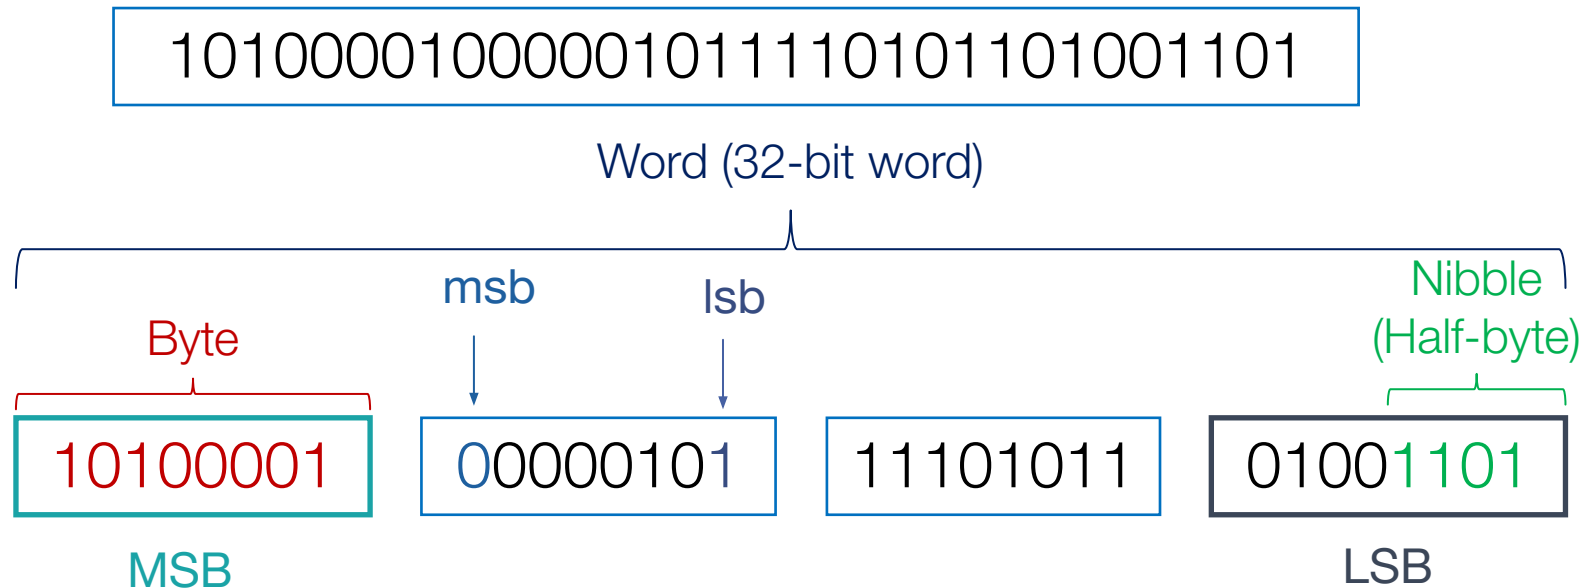 10100001000001011110101101001101
Word (32-bit word)
msb
lsb
Nibble
(Half-byte)
Byte
10100001 00000101 11101011 01001101
MSB LSB